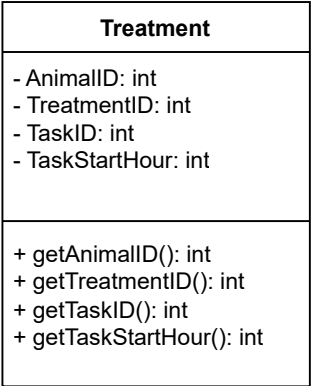 Treatment
- AnimalID: int
- TreatmentID: int
- TaskID: int
- TaskStartHour: int
+ getAnimalID(): int
+ getTreatmentID(): int
+ getTaskID(): int
+ getTaskStartHour(): int